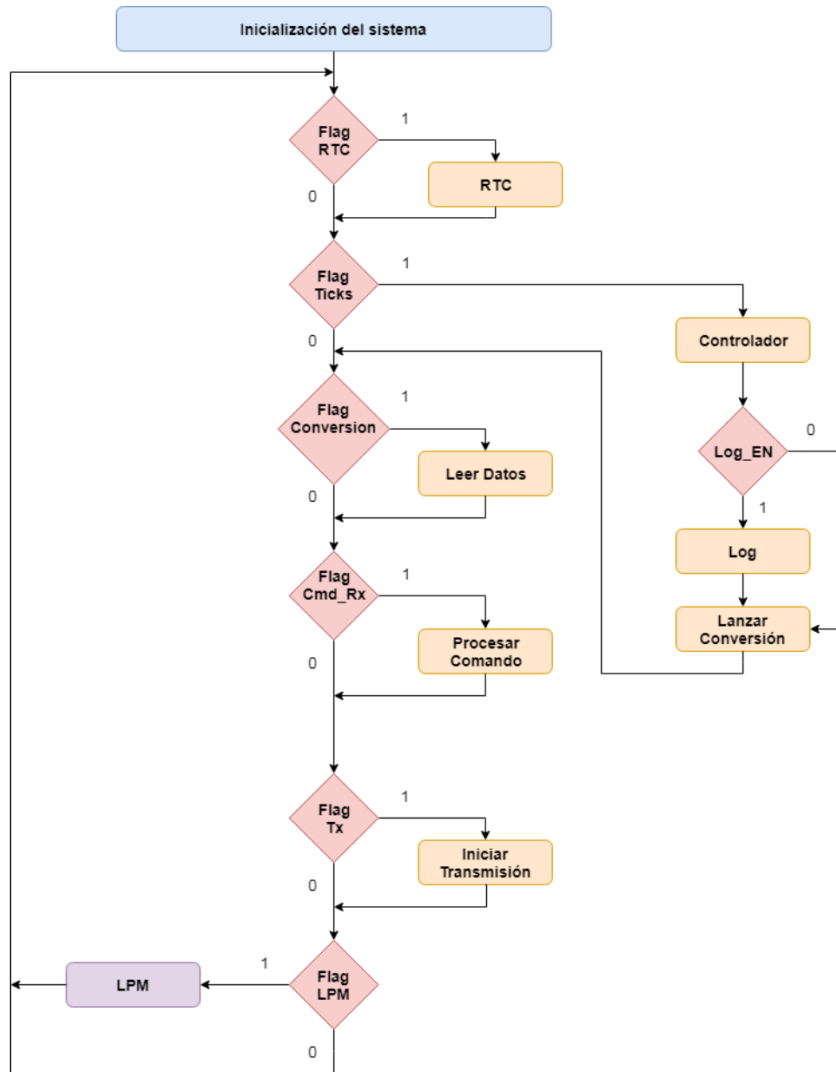 Inicialización del sistema
1
Flag
RTC
RTC
0
1
Flag
Ticks
0
Controlador
1
Flag
Conversion
0
Log_EN
Leer Datos
0
1
Log
Flag
Cmd_Rx
1
Lanzar
Conversión
Procesar
Comando
0
1
Flag
Tx
Iniciar
Transmisión
0
1
Flag
LPM
LPM
0